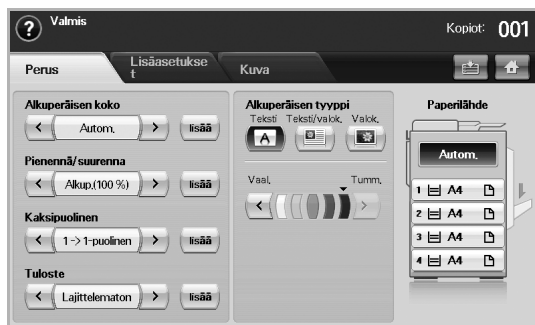 ?
Valmis
Kopiot: 001
Perus
Lisäasetukse
t
Kuva
Alkuperäisen koko
Autom.
lisää
Pienennä/suurenna
Alkup.(100 %)
lisää
Kaksipuolinen
1 -> 1-puolinen
lisää
Tuloste
Lajittelematon
lisää
Alkuperäisen tyyppi
Teksti Teksti/valok. Valok.
A
Vaal. Tumm.
Paperilähde
Autom.
1 A4
2 A4
3 A4
4 A4